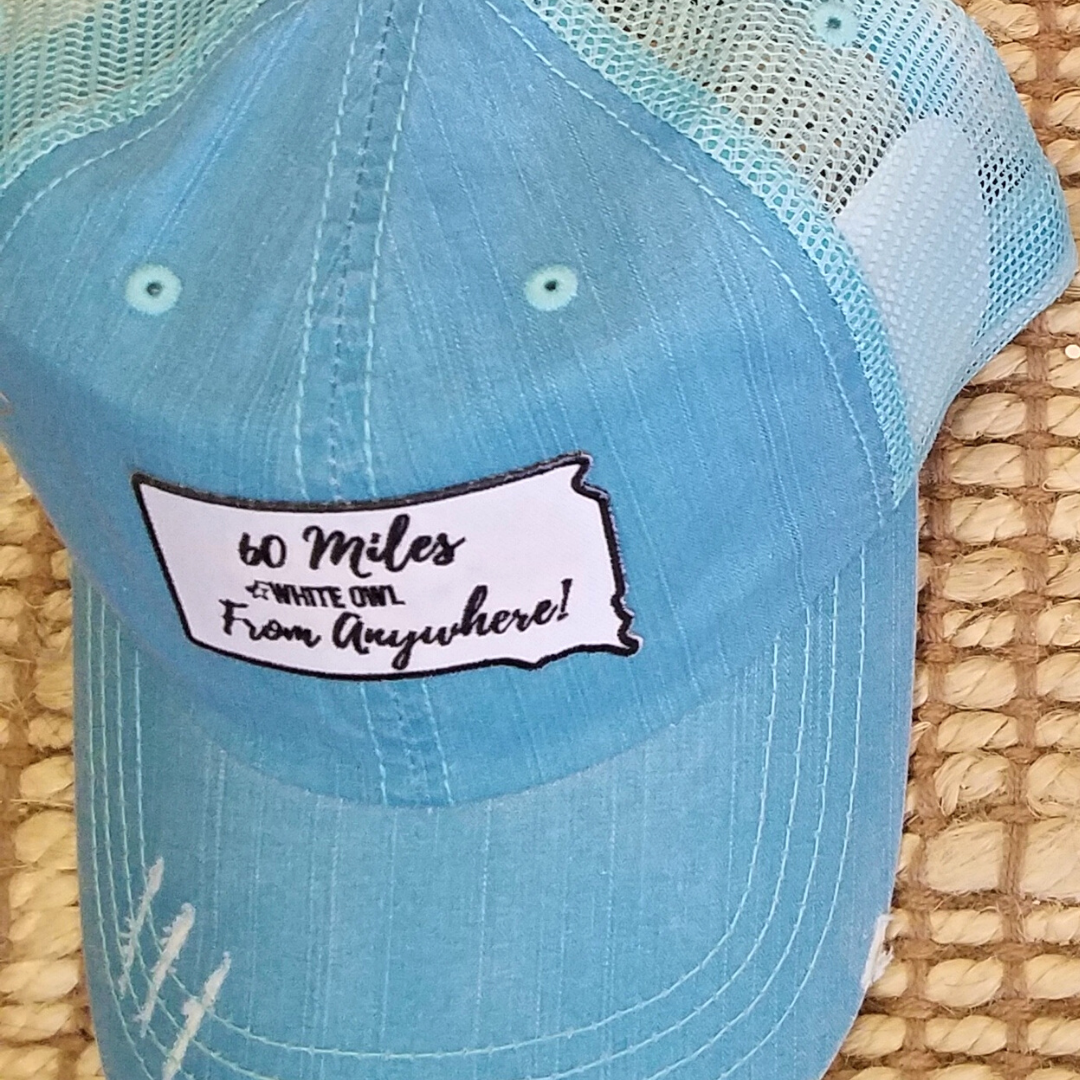 60 Miles
WHITE OWL
From Anywhere!